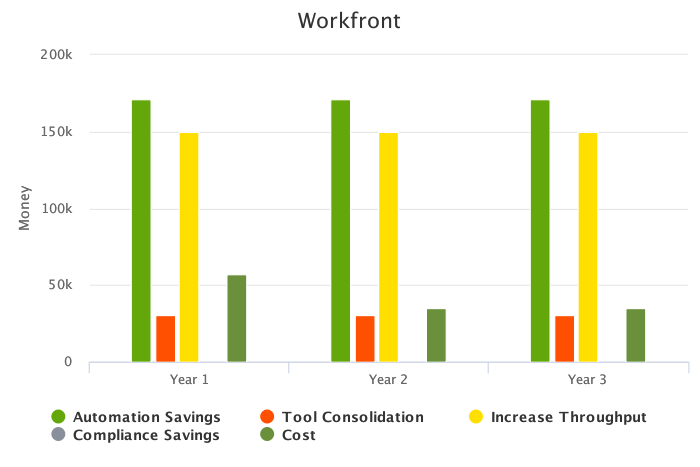 Workfront
200k
150k
100k
50k
0
Money
Year 1 Year 2 Year 3
Automation Savings Tool Consolidation Increase Throughput
Compliance Savings Cost